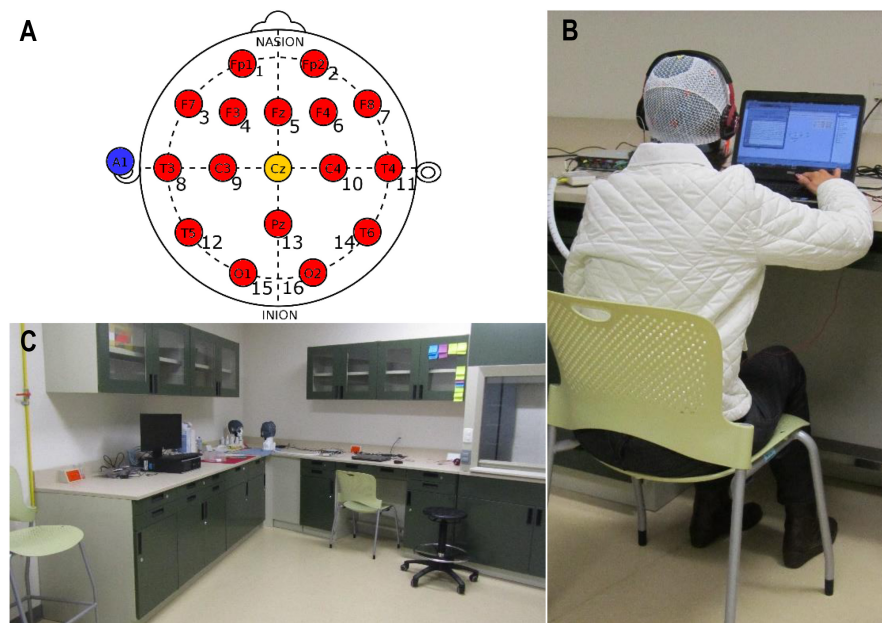 A
NASION
Fp1 1 Fp2 2
F7 3 F3 4 Fz 5 F4 6 F8 7
A1 T3 8 C3 9 Cz C4 10 T4 11
T5 12 Pz 13 14 T6
O1 15 16 O2
INION
B
C